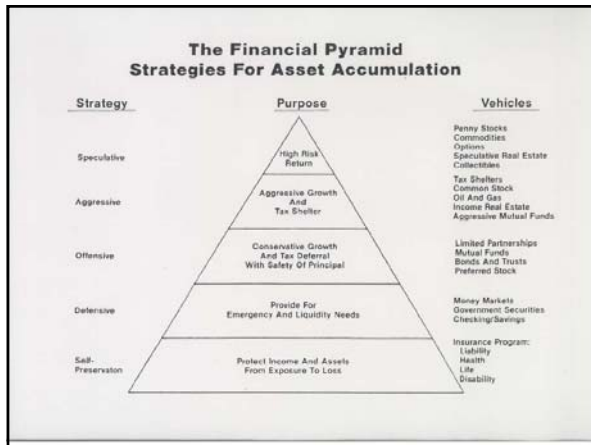 The Financial Pyramid
Strategies For Asset Accumulation
Strategy
Purpose
Vehicles
Speculative
High Risk
Return
Penny Stocks
Commodities
Options
Speculative Real Estate
Collectibles
Aggressive
Aggressive Growth
And
Tax Shelter
Tax Shelters
Common Stock
Oil And Gas
Income Real Estate
Aggressive Mutual Funds
Offensive
Conservative Growth
And Tax Deferral
With Safety Of Principal
Limited Partnerships
Mutual Funds
Bonds And Trusts
Preferred Stock
Defensive
Provide For
Emergency And Liquidity Needs
Money Markets
Government Securities
Checking/Savings
Self-
Preservaton
Protect Income And Assets
From Exposure To Loss
Insurance Program:
Liability
Health
Life
Disability